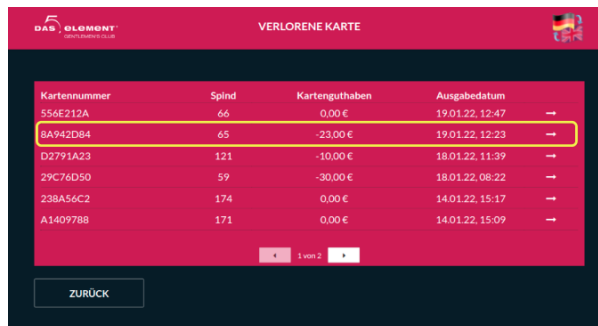 5
DAS ELEMENT
GENTLEMEN'S CLUB
VERLORENE KARTE
Kartennummer Spind Kartenguthaben Ausgabedatum
556E212A 66 0,00 € 19.01.22, 12:47 →
8A942D84 65 -23,00 € 19.01.22, 12:23 →
D2791A23 121 -10,00 € 18.01.22, 11:39 →
29C76D50 59 -30,00 € 18.01.22, 08:22 →
238A56C2 174 0,00 € 14.01.22, 15:17 →
A1409788 171 0,00 € 14.01.22, 15:09 →
1 von 2
ZURÜCK